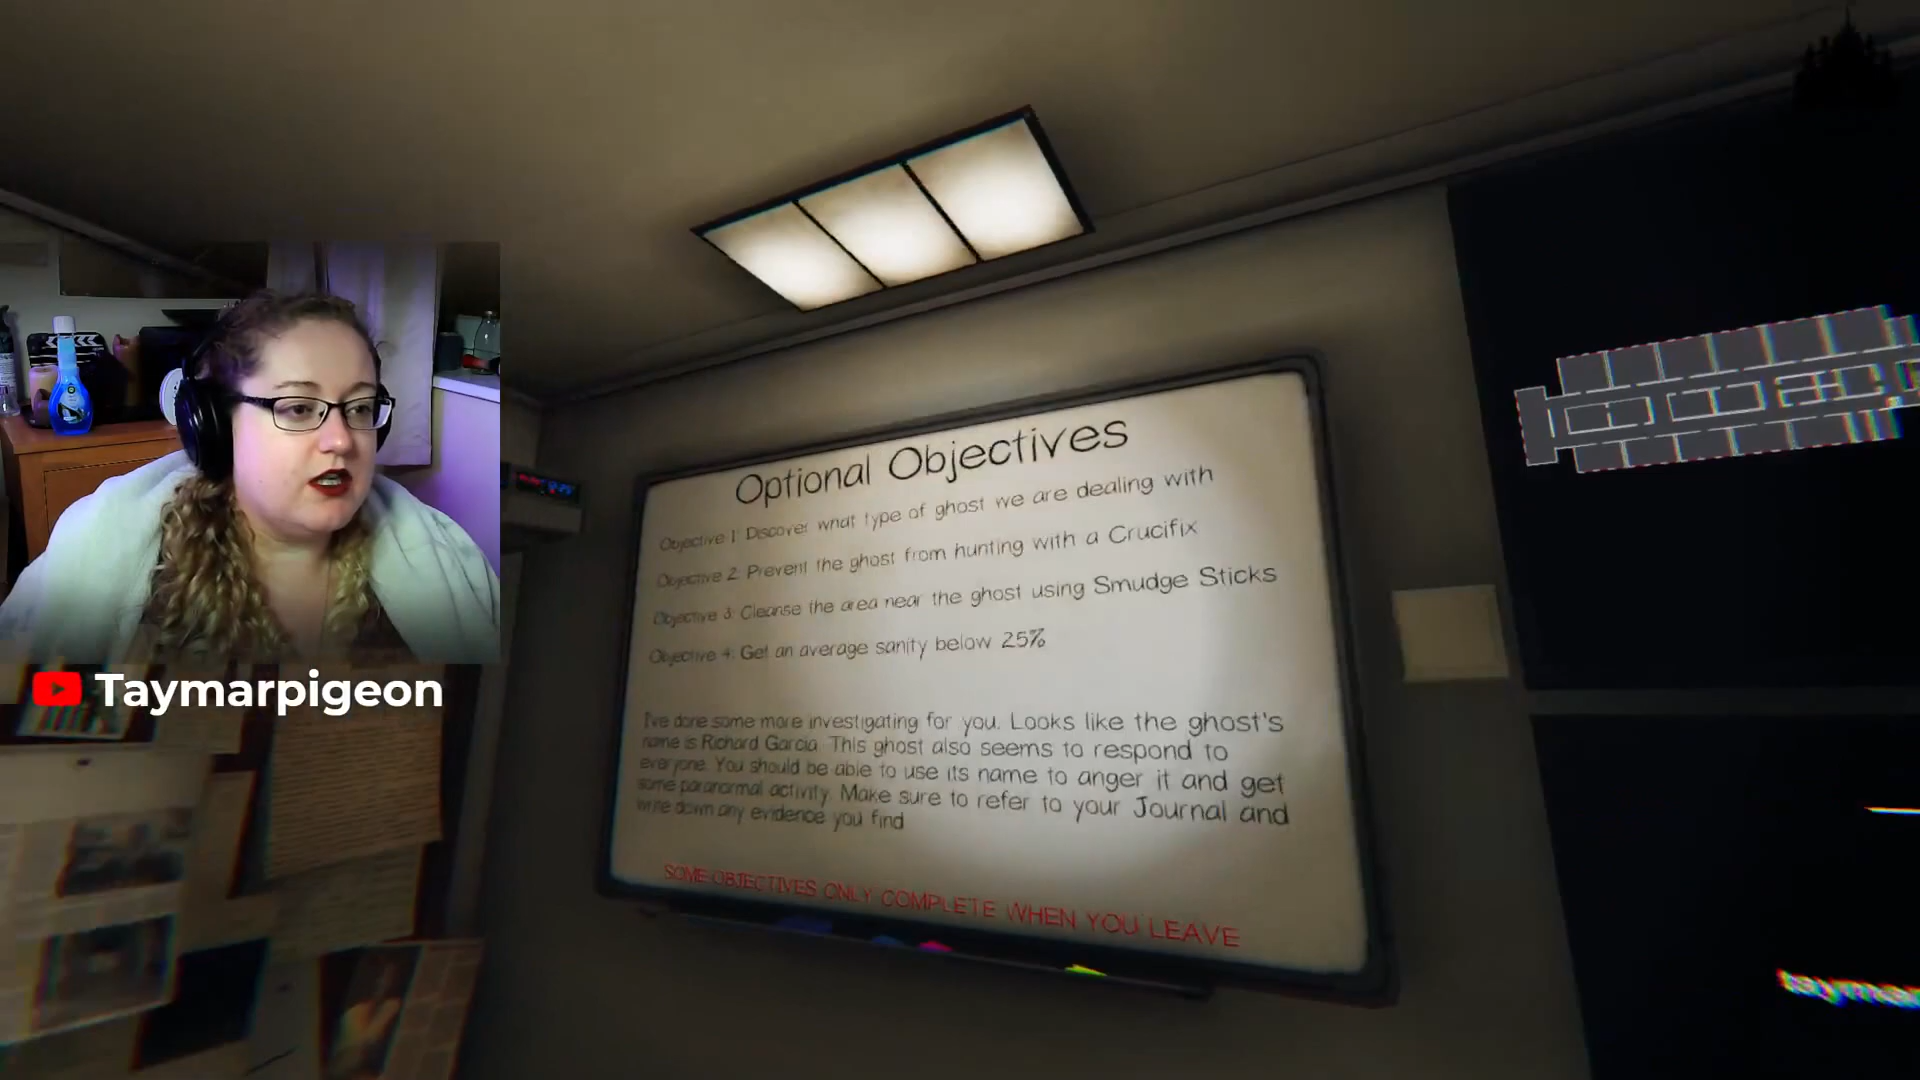 Optional Objectives
Objective 1: Discover what type of ghost we are dealing with
Objective 2: Prevent the ghost from hunting with a Crucifix
Objective 3: Cleanse the area near the ghost using Smudge Sticks
Objective 4: Get an average sanity below 25%
I've done some more investigating for you. Looks like the ghost's
name is Richard Garcia. This ghost also seems to respond to
everyone. You should be able to use its name to anger it and get
some paranormal activity. Make sure to refer to your Journal and
write down any evidence you find
SOME OBJECTIVES ONLY COMPLETE WHEN YOU LEAVE
Taymarpigeon
taymar